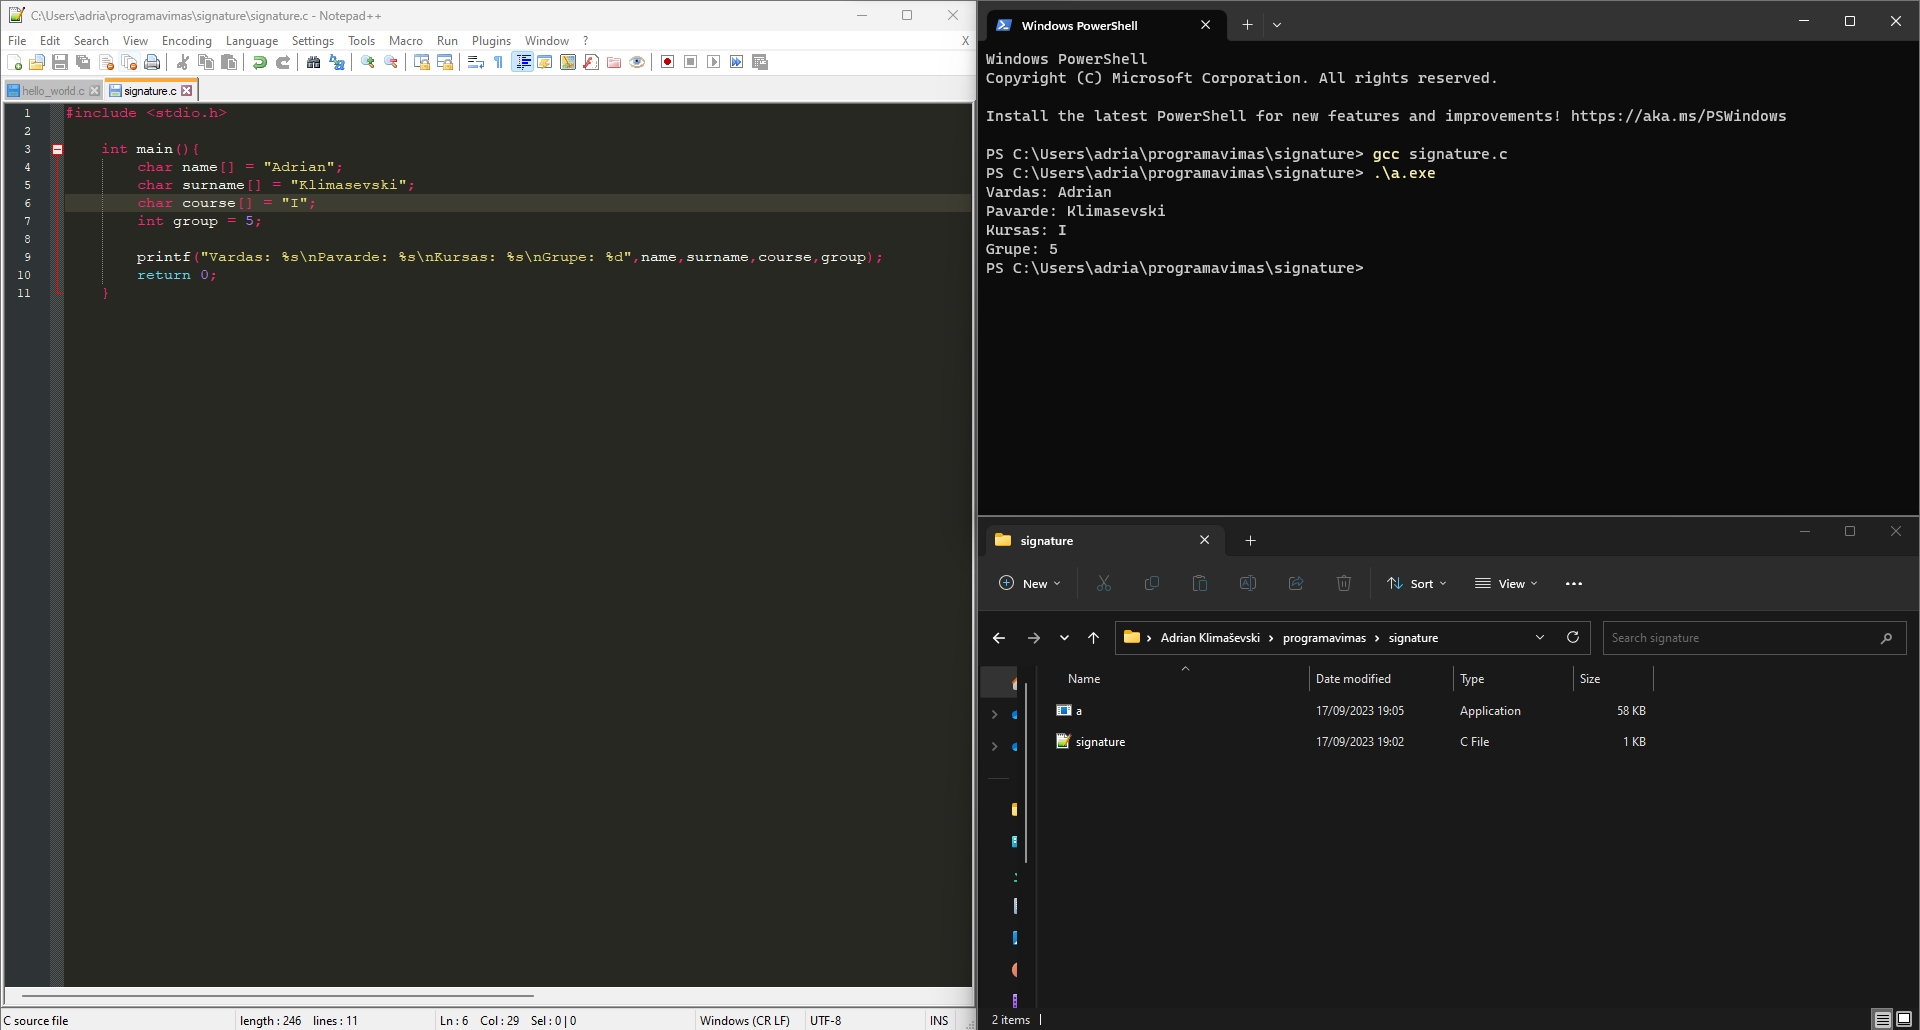 C:\Users\adria\programavimas\signature\signature.c - Notepad++
File Edit Search View Encoding Language Settings Tools Macro Run Plugins Window ? X
hello_world.c signature.c
1 #include <stdio.h>
2
3 int main(){
4 char name[] = "Adrian";
5 char surname[] = "Klimasevski";
6 char course[] = "I";
7 int group = 5;
8
9 printf("Vardas: %s\nPavarde: %s\nKursas: %s\nGrupe: %d",name,surname,course,group);
10 return 0;
11 }
C source file length : 246 lines : 11 Ln : 6 Col : 29 Sel : 0 | 0 Windows (CR LF) UTF-8 INS
Windows PowerShell
Windows PowerShell
Copyright (C) Microsoft Corporation. All rights reserved.
Install the latest PowerShell for new features and improvements! https://aka.ms/PSWindows
PS C:\Users\adria\programavimas\signature> gcc signature.c
PS C:\Users\adria\programavimas\signature> .\a.exe
Vardas: Adrian
Pavarde: Klimasevski
Kursas: I
Grupe: 5
PS C:\Users\adria\programavimas\signature>
signature
New Sort View
Adrian Klimaševski programavimas signature Search signature
Name Date modified Type Size
a 17/09/2023 19:05 Application 58 KB
signature 17/09/2023 19:02 C File 1 KB
2 items